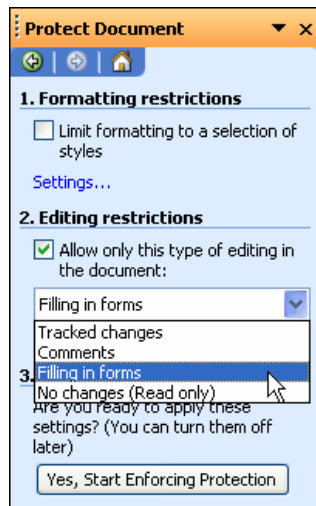 Protect Document
1. Formatting restrictions
Limit formatting to a selection of
styles
Settings...
2. Editing restrictions
Allow only this type of editing in
the document:
Filling in forms
Tracked changes
Comments
3.
Filling in forms
No changes (Read only)
Are you ready to apply these
settings? (You can turn them off
later)
Yes, Start Enforcing Protection